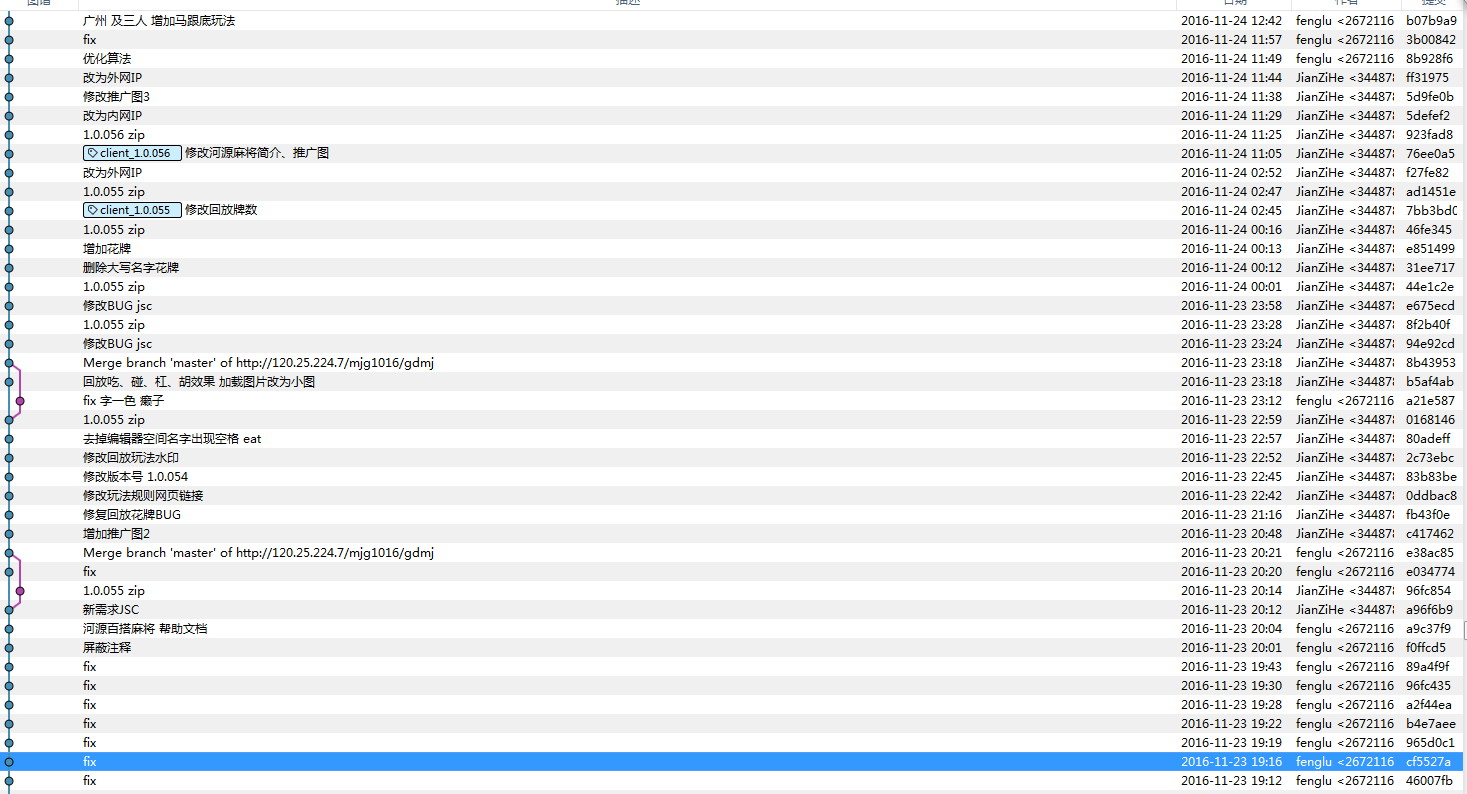 图谱 描述 日期 作者 提交
广州 及三人 增加马跟底玩法 2016-11-24 12:42 fenglu <2672116 b07b9a9
fix 2016-11-24 11:57 fenglu <2672116 3b00842
优化算法 2016-11-24 11:49 fenglu <2672116 8b928f6
改为外网IP 2016-11-24 11:44 JianZiHe <34487 ff31975
修改推广图3 2016-11-24 11:38 JianZiHe <34487 5d9fe0b
改为内网IP 2016-11-24 11:29 JianZiHe <34487 5defef2
1.0.056 zip 2016-11-24 11:25 JianZiHe <34487 923fad8
client_1.0.056 修改河源麻将简介、推广图 2016-11-24 11:05 JianZiHe <34487 76ee0a5
改为外网IP 2016-11-24 02:52 JianZiHe <34487 f27fe82
1.0.055 zip 2016-11-24 02:47 JianZiHe <34487 ad1451e
client_1.0.055 修改回放牌数 2016-11-24 02:45 JianZiHe <34487 7bb3bd0
1.0.055 zip 2016-11-24 00:16 JianZiHe <34487 46fe345
增加花牌 2016-11-24 00:13 JianZiHe <34487 e851499
删除大写名字花牌 2016-11-24 00:12 JianZiHe <34487 31ee717
1.0.055 zip 2016-11-24 00:01 JianZiHe <34487 44e1c2e
修改BUG jsc 2016-11-23 23:58 JianZiHe <34487 e675ecd
1.0.055 zip 2016-11-23 23:28 JianZiHe <34487 8f2b40f
修改BUG jsc 2016-11-23 23:24 JianZiHe <34487 94e92cd
Merge branch 'master' of http://120.25.224.7/mjg1016/gdmj 2016-11-23 23:18 JianZiHe <34487 8b43953
回放吃、碰、杠、胡效果 加载图片改为小图 2016-11-23 23:18 JianZiHe <34487 b5af4ab
fix 字一色 癞子 2016-11-23 23:12 fenglu <2672116 a21e587
1.0.055 zip 2016-11-23 22:59 JianZiHe <34487 0168146
去掉编辑器空间名字出现空格 eat 2016-11-23 22:57 JianZiHe <34487 80adeff
修改回放玩法水印 2016-11-23 22:52 JianZiHe <34487 2c73ebc
修改版本号 1.0.054 2016-11-23 22:45 JianZiHe <34487 83b83be
修改玩法规则网页链接 2016-11-23 22:42 JianZiHe <34487 0ddbac8
修复回放花牌BUG 2016-11-23 21:16 JianZiHe <34487 fb43f0e
增加推广图2 2016-11-23 20:48 JianZiHe <34487 c417462
Merge branch 'master' of http://120.25.224.7/mjg1016/gdmj 2016-11-23 20:21 fenglu <2672116 e38ac85
fix 2016-11-23 20:20 fenglu <2672116 e034774
1.0.055 zip 2016-11-23 20:14 JianZiHe <34487 96fc854
新需求JSC 2016-11-23 20:12 JianZiHe <34487 a96f6b9
河源百搭麻将 帮助文档 2016-11-23 20:04 fenglu <2672116 a9c37f9
屏蔽注释 2016-11-23 20:01 fenglu <2672116 f0ffcd5
fix 2016-11-23 19:43 fenglu <2672116 89a4f9f
fix 2016-11-23 19:30 fenglu <2672116 96fc435
fix 2016-11-23 19:28 fenglu <2672116 a2f44ea
fix 2016-11-23 19:22 fenglu <2672116 b4e7aee
fix 2016-11-23 19:19 fenglu <2672116 965d0c1
fix 2016-11-23 19:16 fenglu <2672116 cf5527a
fix 2016-11-23 19:12 fenglu <2672116 46007fb